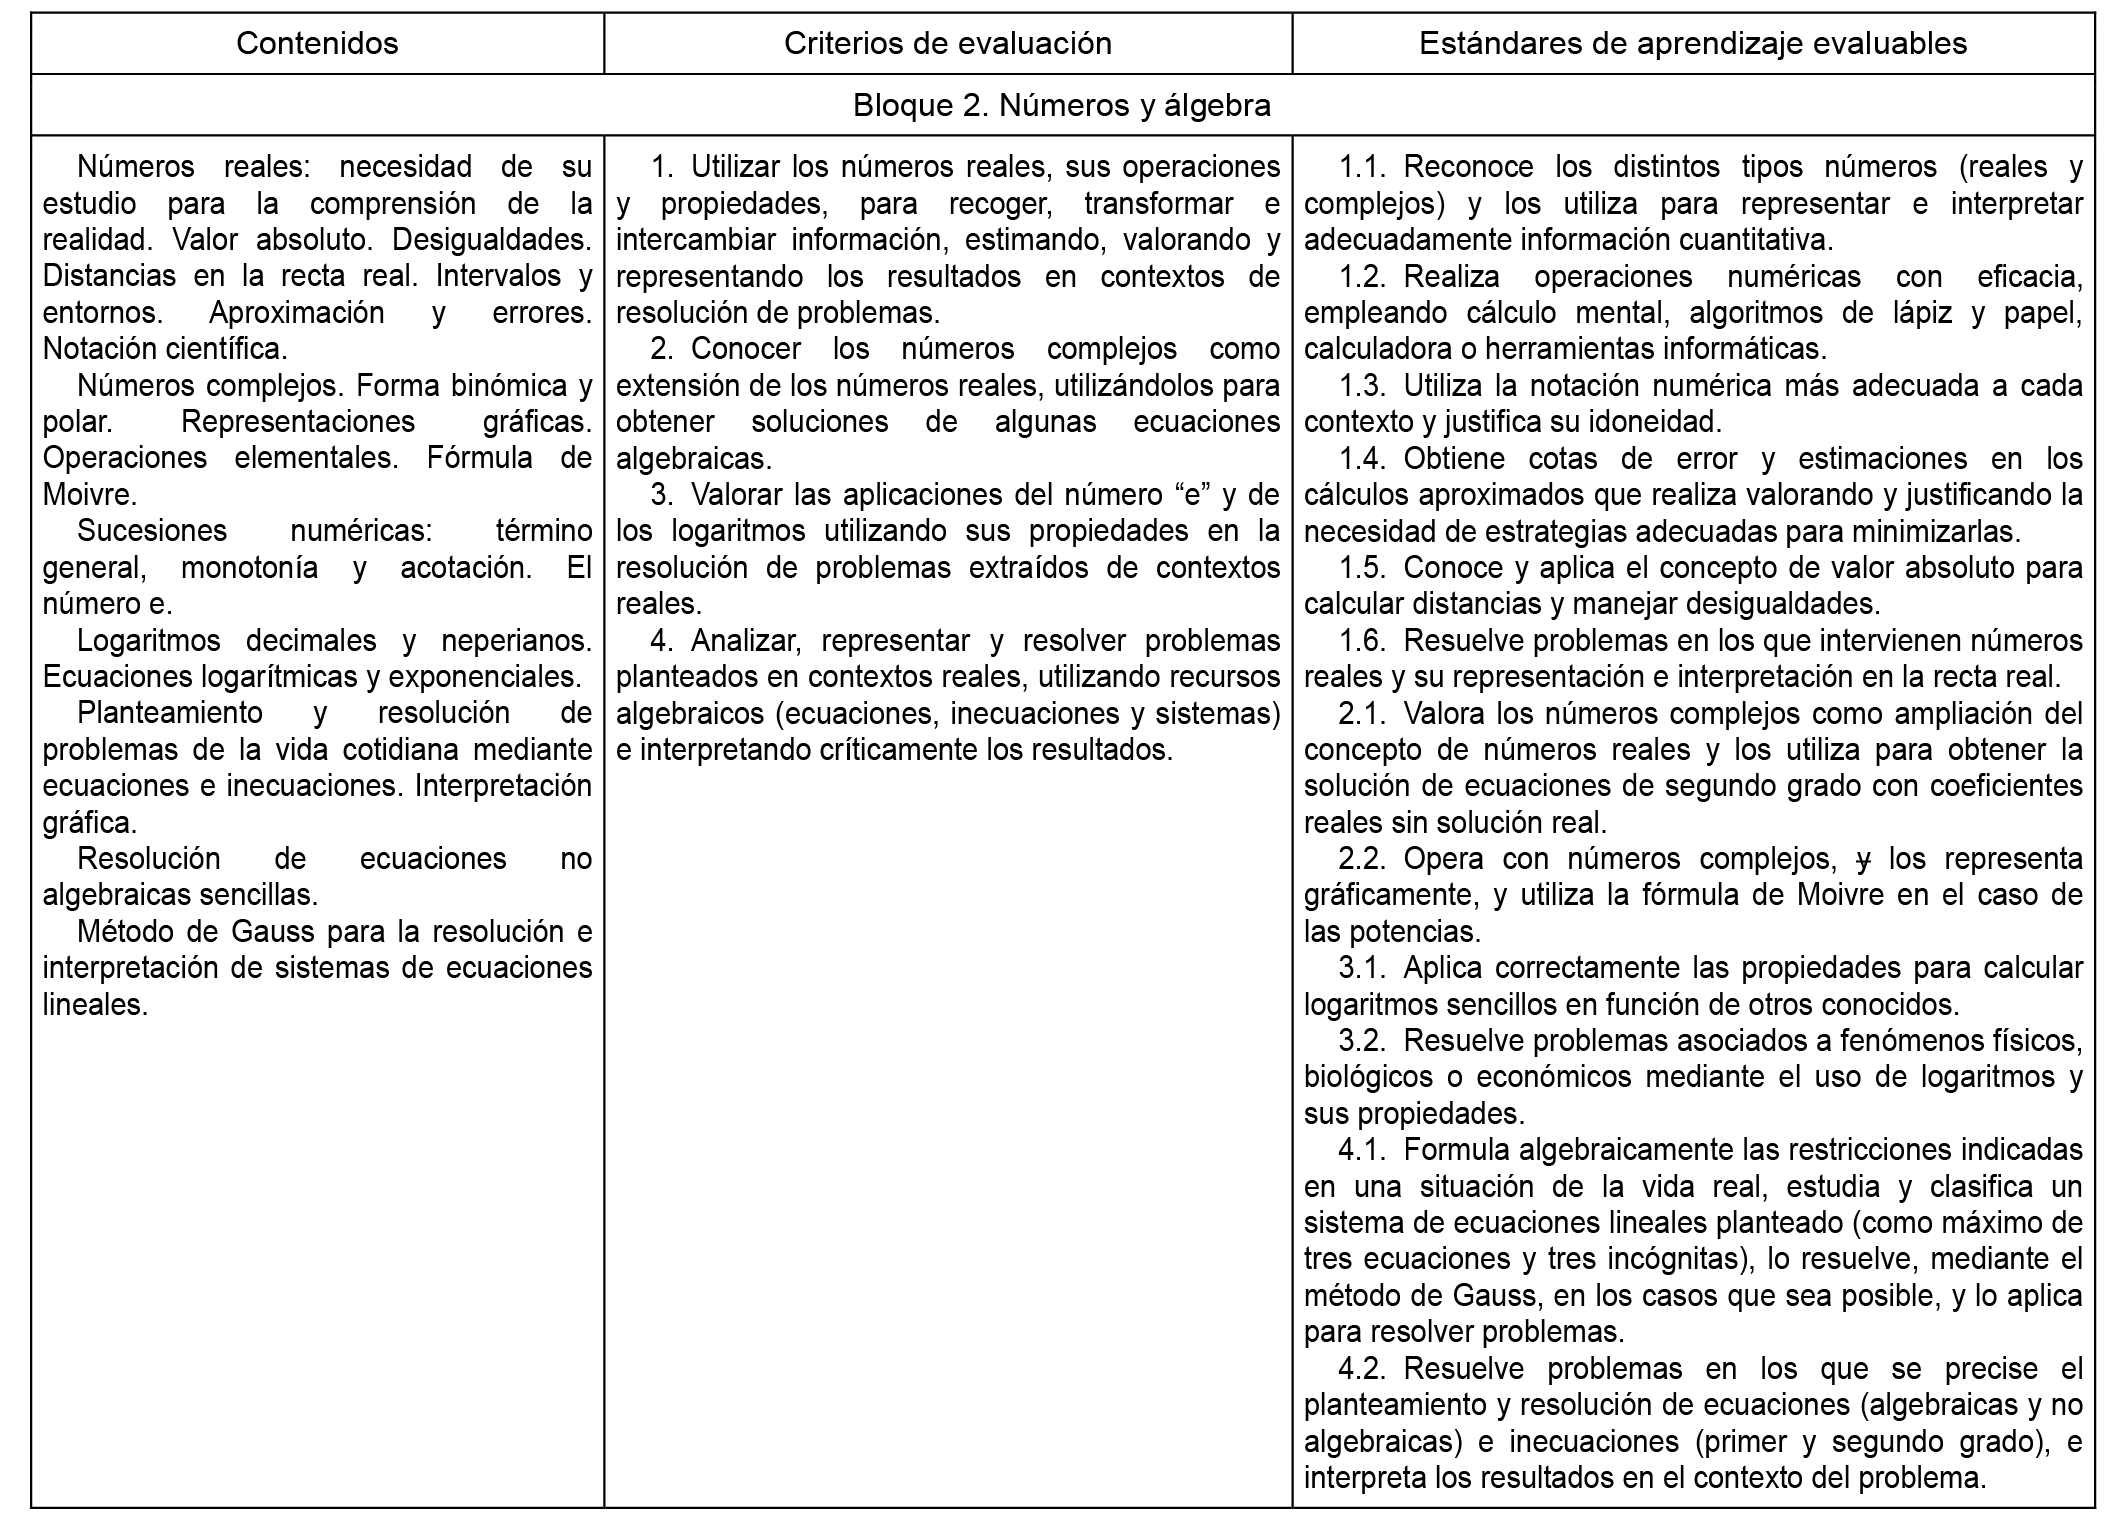 Contenidos
Criterios de evaluación
Estándares de aprendizaje evaluables
Bloque 2. Números y álgebra
Números reales: necesidad de su
estudio para la comprensión de la
realidad. Valor absoluto. Desigualdades.
Distancias en la recta real. Intervalos y
entornos. Aproximación y errores.
Notación científica.
Números complejos. Forma binómica y
polar. Representaciones gráficas.
Operaciones elementales. Fórmula de
Moivre.
Sucesiones numéricas: término
general, monotonía y acotación. El
número e.
Logaritmos decimales y neperianos.
Ecuaciones logarítmicas y exponenciales.
Planteamiento y resolución de
problemas de la vida cotidiana mediante
ecuaciones e inecuaciones. Interpretación
gráfica.
Resolución de ecuaciones no
algebraicas sencillas.
Método de Gauss para la resolución e
interpretación de sistemas de ecuaciones
lineales.
1. Utilizar los números reales, sus operaciones
y propiedades, para recoger, transformar e
intercambiar información, estimando, valorando y
representando los resultados en contextos de
resolución de problemas.
2. Conocer los números complejos como
extensión de los números reales, utilizándolos para
obtener soluciones de algunas ecuaciones
algebraicas.
3. Valorar las aplicaciones del número “e” y de
los logaritmos utilizando sus propiedades en la
resolución de problemas extraídos de contextos
reales.
4. Analizar, representar y resolver problemas
planteados en contextos reales, utilizando recursos
algebraicos (ecuaciones, inecuaciones y sistemas)
e interpretando críticamente los resultados.
1.1. Reconoce los distintos tipos números (reales y
complejos) y los utiliza para representar e interpretar
adecuadamente información cuantitativa.
1.2. Realiza operaciones numéricas con eficacia,
empleando cálculo mental, algoritmos de lápiz y papel,
calculadora o herramientas informáticas.
1.3. Utiliza la notación numérica más adecuada a cada
contexto y justifica su idoneidad.
1.4. Obtiene cotas de error y estimaciones en los
cálculos aproximados que realiza valorando y justificando la
necesidad de estrategias adecuadas para minimizarlas.
1.5. Conoce y aplica el concepto de valor absoluto para
calcular distancias y manejar desigualdades.
1.6. Resuelve problemas en los que intervienen números
reales y su representación e interpretación en la recta real.
2.1. Valora los números complejos como ampliación del
concepto de números reales y los utiliza para obtener la
solución de ecuaciones de segundo grado con coeficientes
reales sin solución real.
2.2. Opera con números complejos, y los representa
gráficamente, y utiliza la fórmula de Moivre en el caso de
las potencias.
3.1. Aplica correctamente las propiedades para calcular
logaritmos sencillos en función de otros conocidos.
3.2. Resuelve problemas asociados a fenómenos físicos,
biológicos o económicos mediante el uso de logaritmos y
sus propiedades.
4.1. Formula algebraicamente las restricciones indicadas
en una situación de la vida real, estudia y clasifica un
sistema de ecuaciones lineales planteado (como máximo de
tres ecuaciones y tres incógnitas), lo resuelve, mediante el
método de Gauss, en los casos que sea posible, y lo aplica
para resolver problemas.
4.2. Resuelve problemas en los que se precise el
planteamiento y resolución de ecuaciones (algebraicas y no
algebraicas) e inecuaciones (primer y segundo grado), e
interpreta los resultados en el contexto del problema.